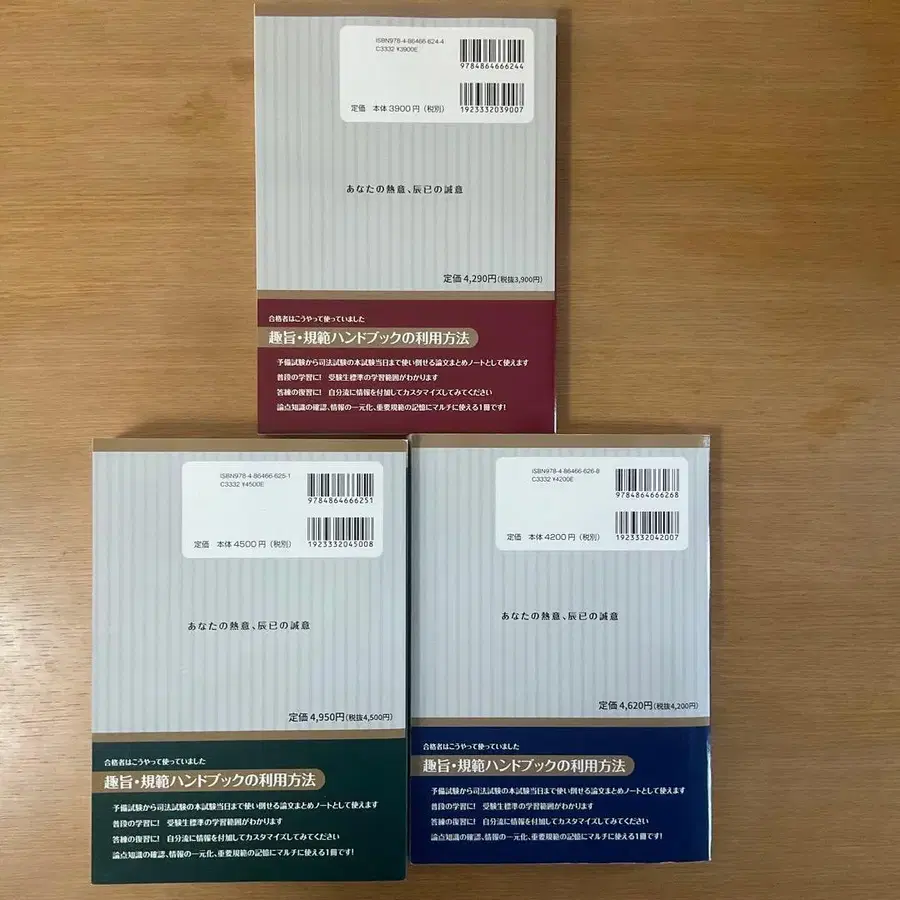 ISBN978-4-86466-624-4
C3332 ¥3900E
9784864666244
定価 本体3900円(税別)
1923332039007
あなたの熱意、辰已の誠意
定価4,290円(税抜3,900円)
合格者はこうやって使っていました
趣旨・規範ハンドブックの利用方法
予備試験から司法試験の本試験当日まで使い倒せる論文まとめノートとして使えます
普段の学習に! 受験生標準の学習範囲がわかります
答練の復習に! 自分流に情報を付加してカスタマイズしてみてください
論点知識の確認、情報の一元化、重要規範の記憶にマルチに使える1冊です!
ISBN978-4-86466-625-1
C3332 ¥4500E
9784864666251
定価 本体4500円(税別)
1923332045008
あなたの熱意、辰已の誠意
定価4,950円(税抜4,500円)
合格者はこうやって使っていました
趣旨・規範ハンドブックの利用方法
予備試験から司法試験の本試験当日まで使い倒せる論文まとめノートとして使えます
普段の学習に! 受験生標準の学習範囲がわかります
答練の復習に! 自分流に情報を付加してカスタマイズしてみてください
論点知識の確認、情報の一元化、重要規範の記憶にマルチに使える1冊です!
ISBN978-4-86466-626-8
C3332 ¥4200E
9784864666268
定価 本体4200円(税別)
1923332042007
あなたの熱意、辰已の誠意
定価4,620円(税抜4,200円)
合格者はこうやって使っていました
趣旨・規範ハンドブックの利用方法
予備試験から司法試験の本試験当日まで使い倒せる論文まとめノートとして使えます
普段の学習に! 受験生標準の学習範囲がわかります
答練の復習に! 自分流に情報を付加してカスタマイズしてみてください
論点知識の確認、情報の一元化、重要規範の記憶にマルチに使える1冊です!